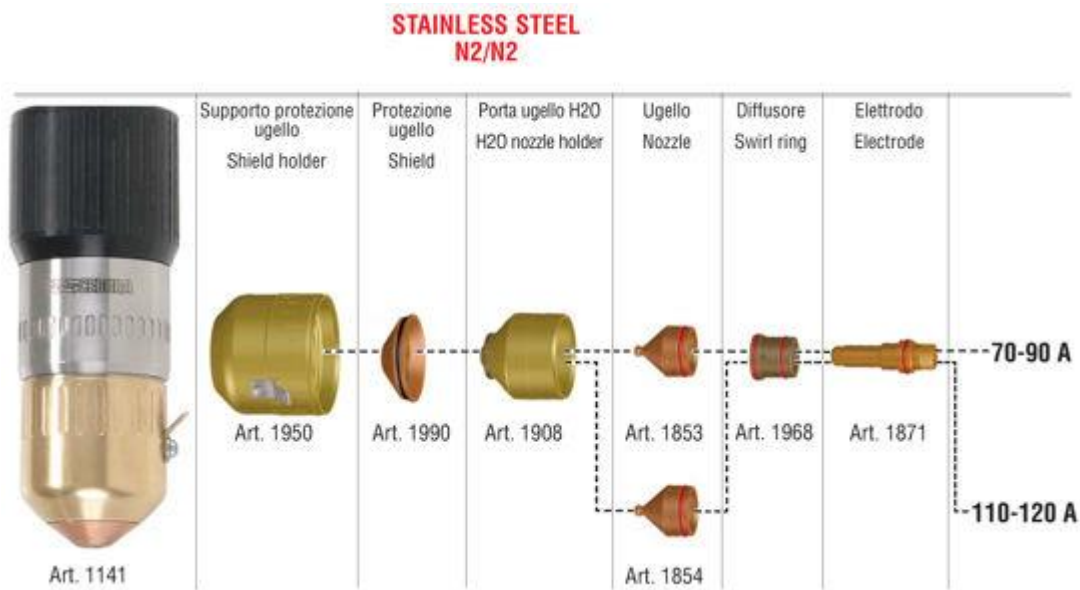 STAINLESS STEEL
N2/N2
Supporto protezione
ugello
Shield holder
Protezione
ugello
Shield
Porta ugello H2O
H2O nozzle holder
Ugello
Nozzle
Diffusore
Swirl ring
Elettrodo
Electrode
70-90 A
Art. 1950
Art. 1990
Art. 1908
Art. 1853
Art. 1968
Art. 1871
110-120 A
Art. 1141
Art. 1854